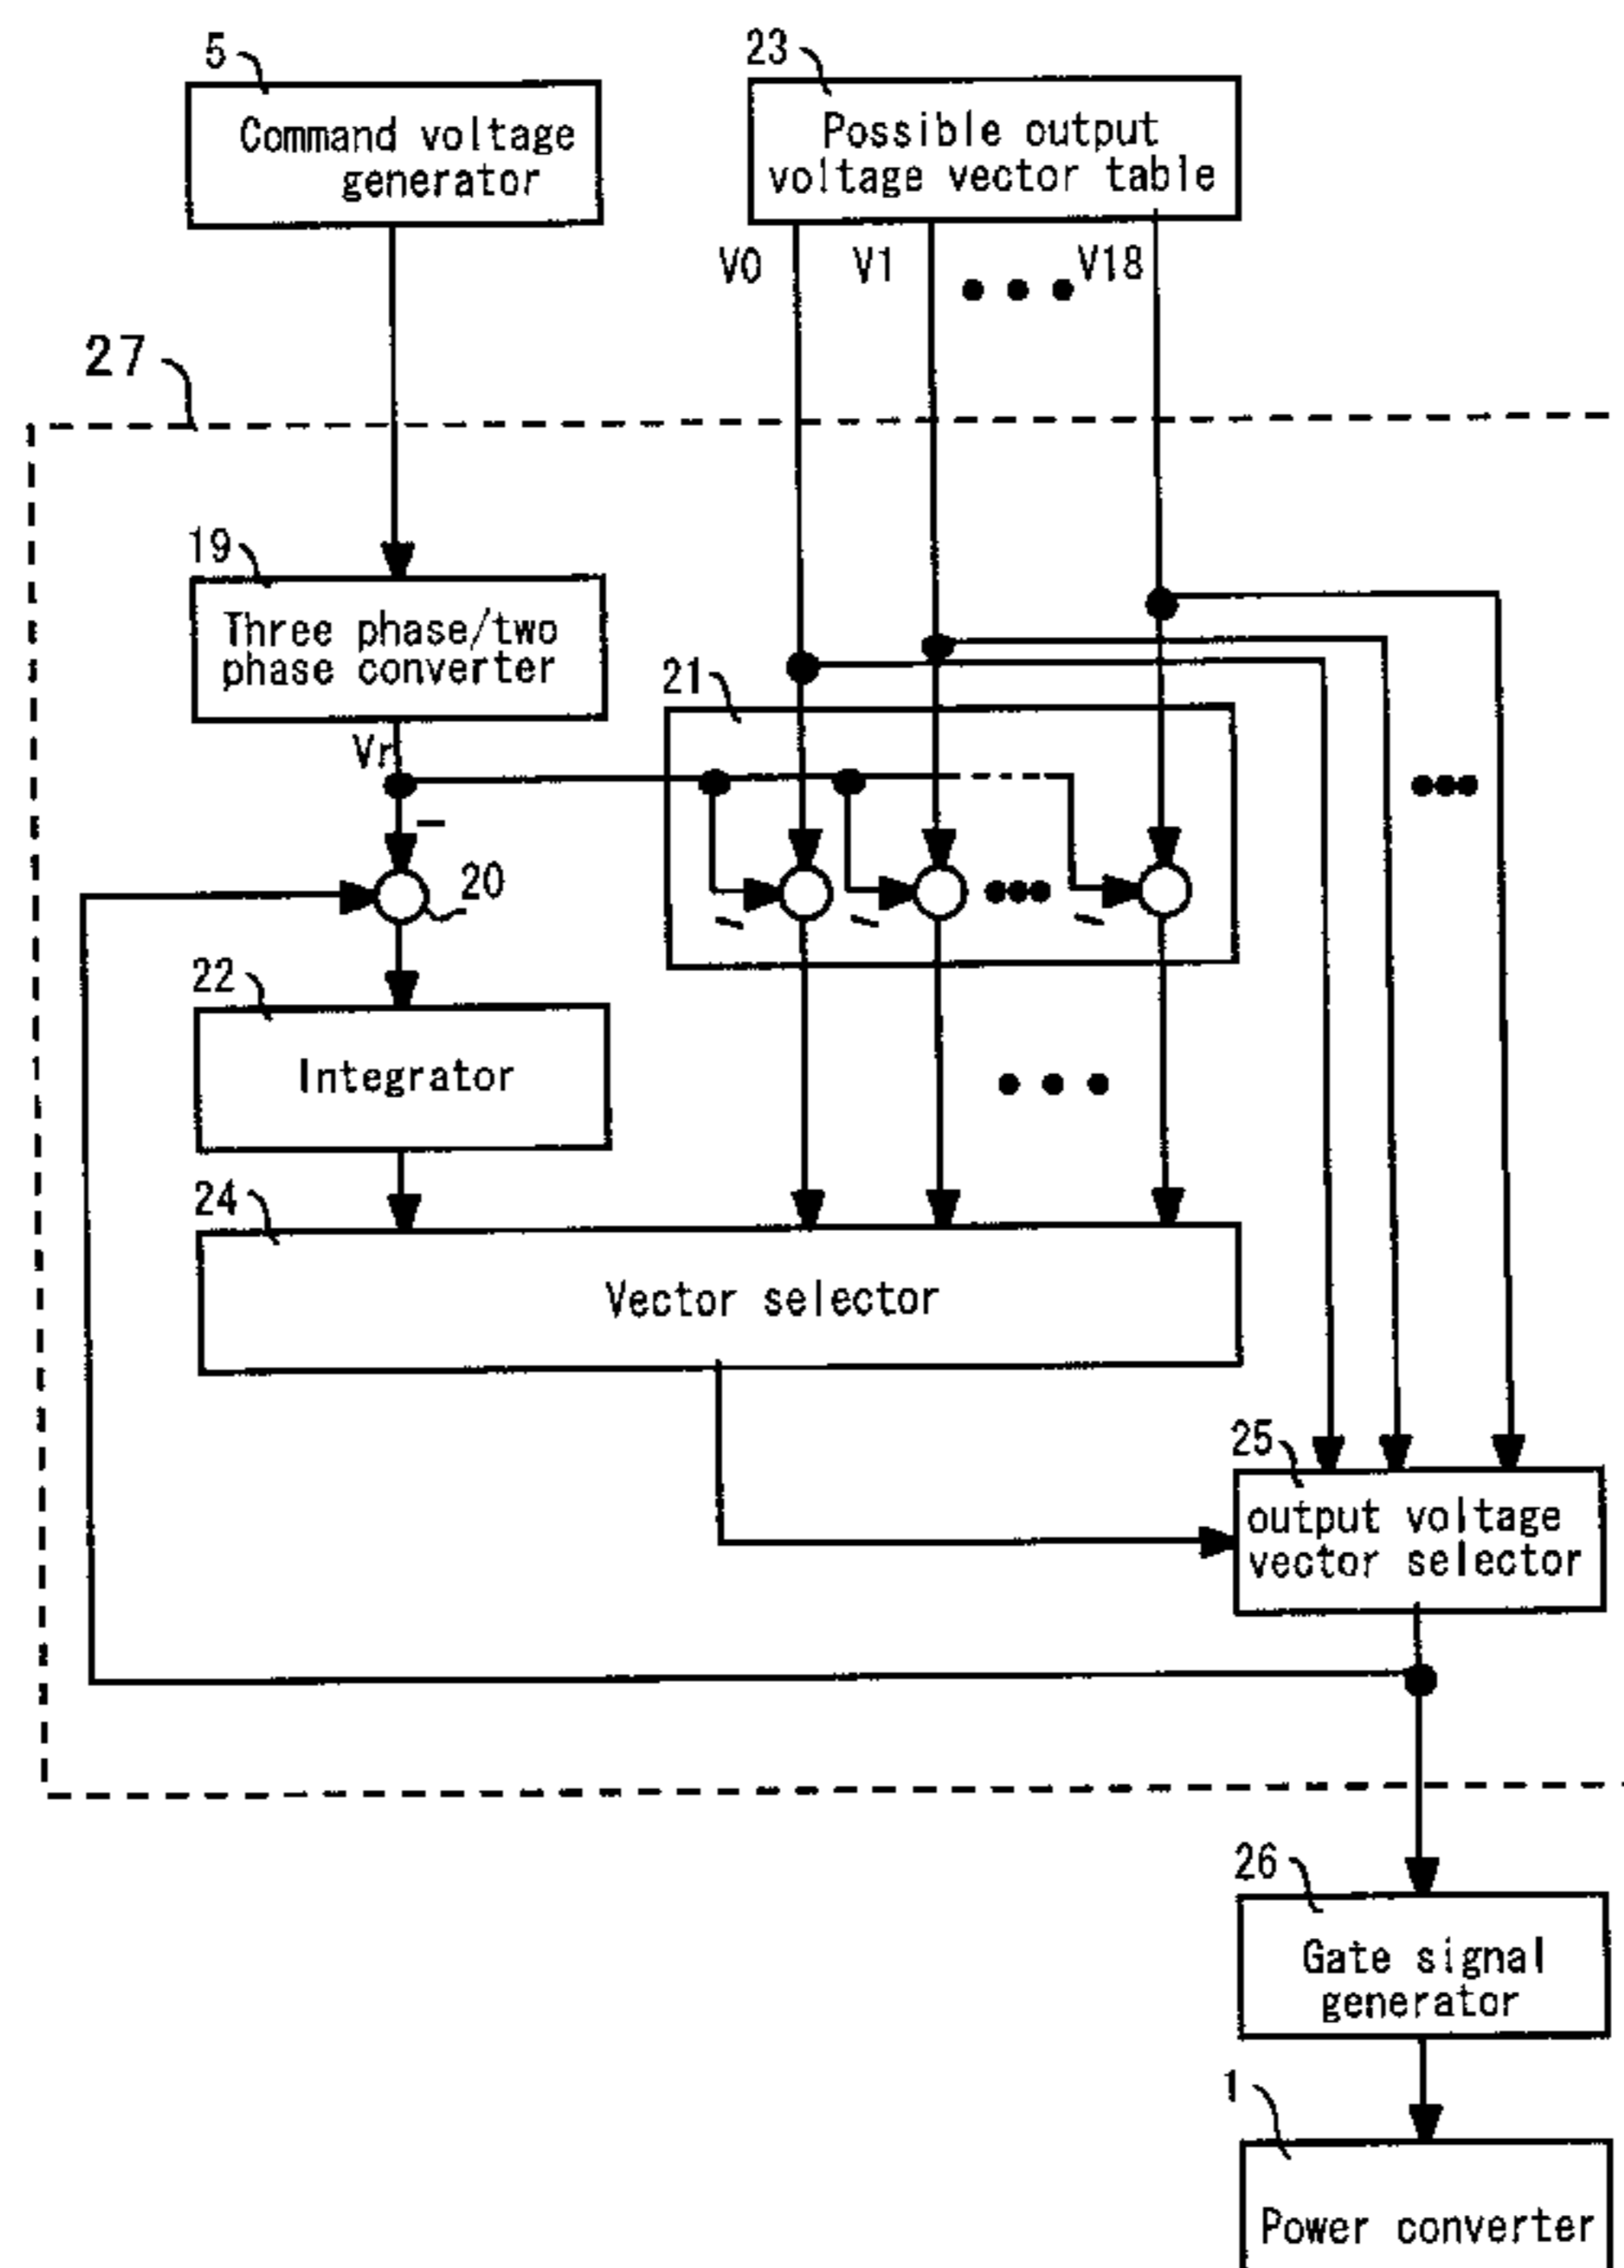 5
Command voltage
generator
23
Possible output
voltage vector table
V0
V1
V18
27
19
Three phase/two
phase converter
21
Vr
−
20
−
−
−
22
Integrator
24
Vector selector
25
output voltage
vector selector
26
Gate signal
generator
1
Power converter